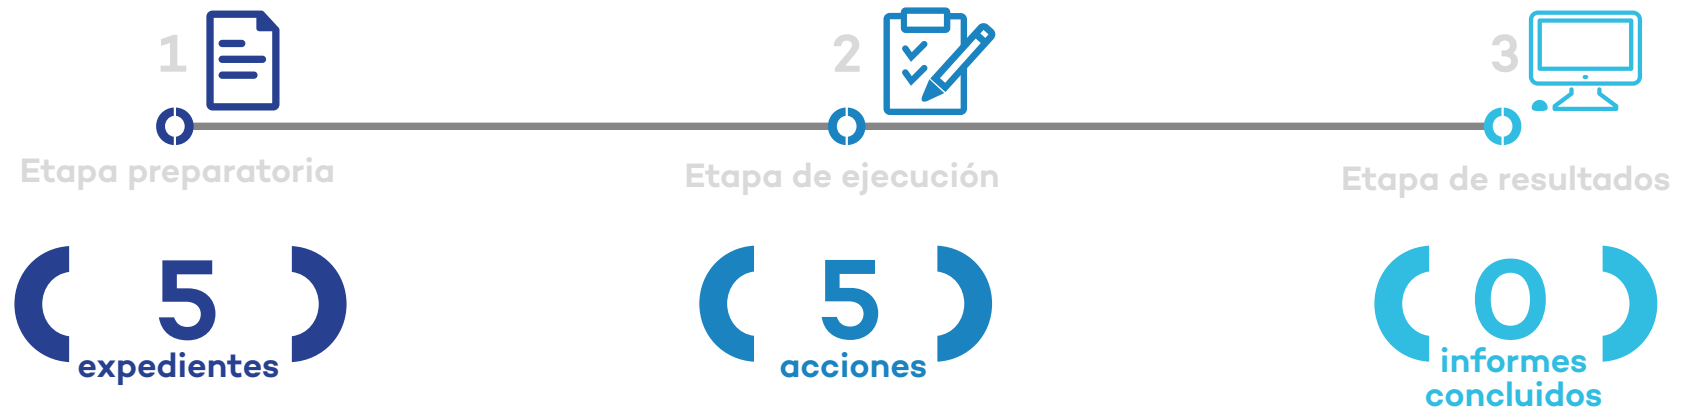 1
2
3
Etapa preparatoria
Etapa de ejecución
Etapa de resultados
5
expedientes
5
acciones
0
informes
concluidos